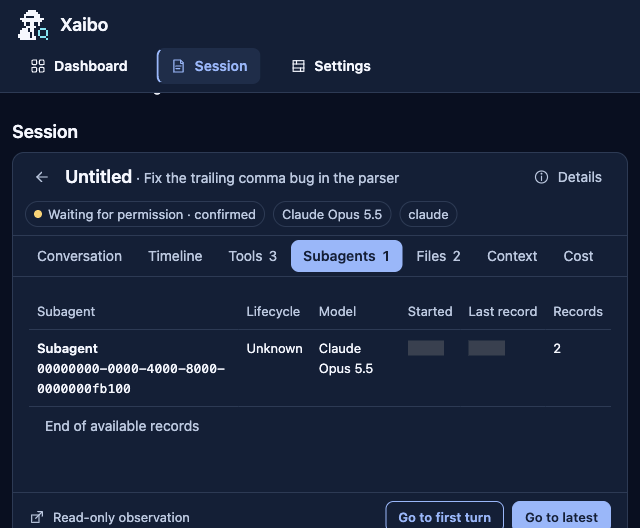 Xaibo
Dashboard Session Settings
Session
Untitled · Fix the trailing comma bug in the parser Details
Waiting for permission · confirmed Claude Opus 5.5 claude
Conversation Timeline Tools 3 Subagents 1 Files 2 Context Cost
Subagent Lifecycle Model Started Last record Records
Subagent Unknown Claude 2
00000000-0000-4000-8000- Opus 5.5
0000000fb100
End of available records
Read-only observation Go to first turn Go to latest